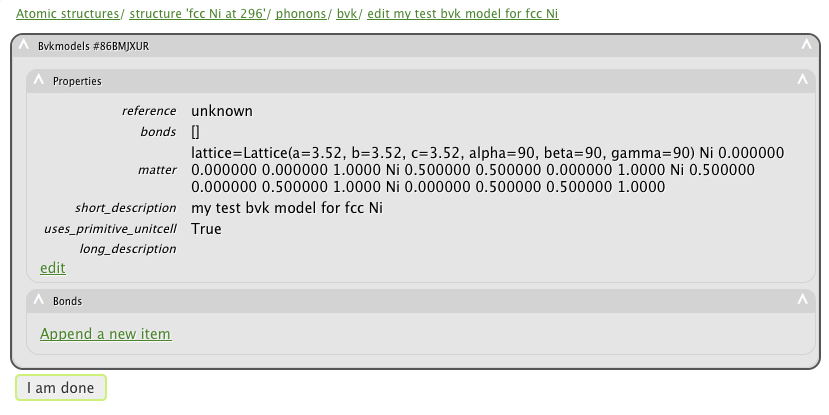 Atomic structures/ structure 'fcc Ni at 296'/ phonons/ bvk/ edit my test bvk model for fcc Ni
Bvkmodels #86BMJXUR
Properties
reference unknown
bonds []
lattice=Lattice(a=3.52, b=3.52, c=3.52, alpha=90, beta=90, gamma=90) Ni 0.000000
matter 0.000000 0.000000 1.0000 Ni 0.500000 0.500000 0.000000 1.0000 Ni 0.500000
0.000000 0.500000 1.0000 Ni 0.000000 0.500000 0.500000 1.0000
short_description my test bvk model for fcc Ni
uses_primitive_unitcell True
long_description
edit
Bonds
Append a new item
I am done